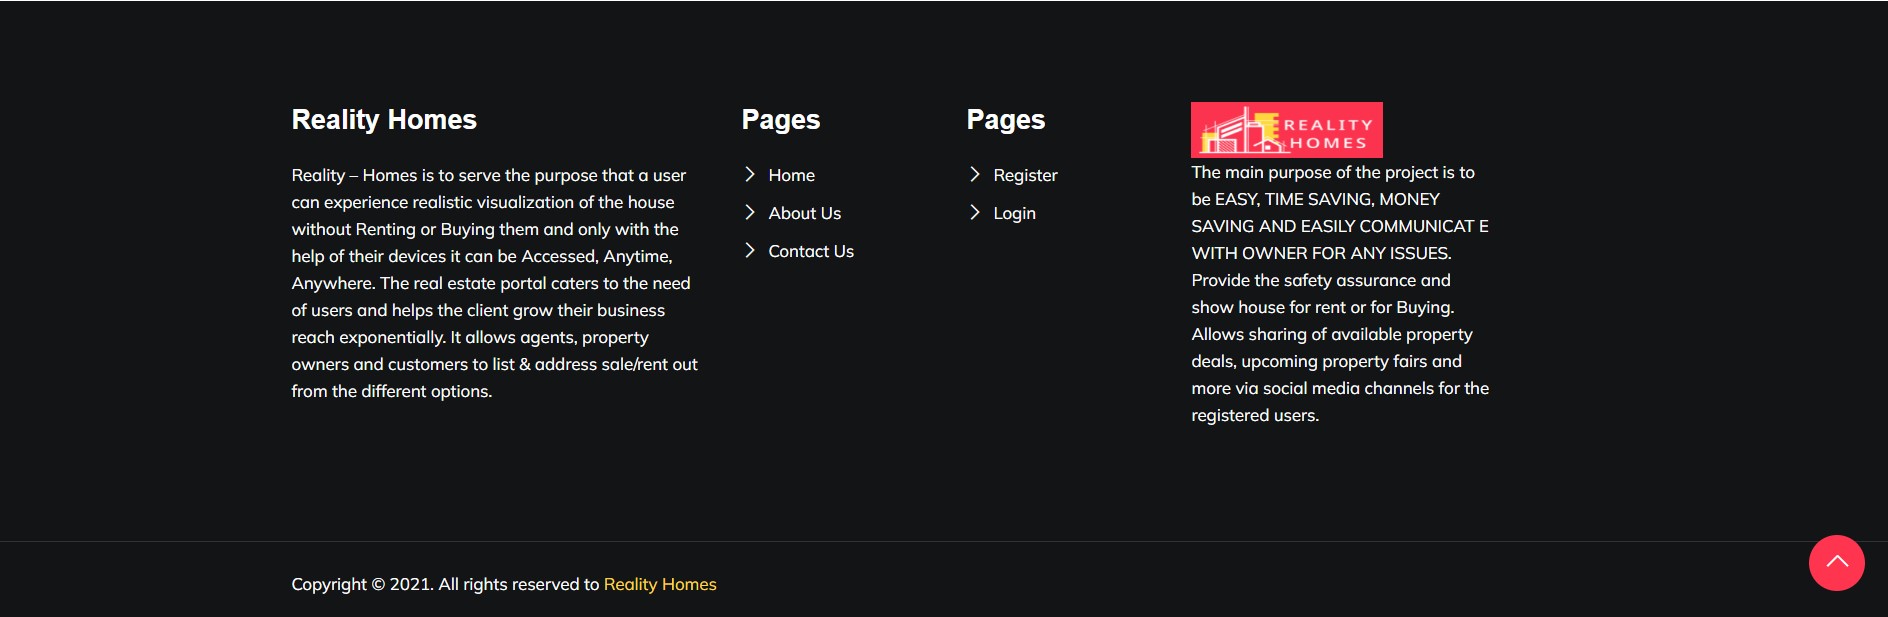 Reality Homes
Reality – Homes is to serve the purpose that a user
can experience realistic visualization of the house
without Renting or Buying them and only with the
help of their devices it can be Accessed, Anytime,
Anywhere. The real estate portal caters to the need
of users and helps the client grow their business
reach exponentially. It allows agents, property
owners and customers to list & address sale/rent out
from the different options.
Pages
Home
About Us
Contact Us
Pages
Register
Login
REALITY
HOMES
The main purpose of the project is to
be EASY, TIME SAVING, MONEY
SAVING AND EASILY COMMUNICAT E
WITH OWNER FOR ANY ISSUES.
Provide the safety assurance and
show house for rent or for Buying.
Allows sharing of available property
deals, upcoming property fairs and
more via social media channels for the
registered users.
Copyright © 2021. All rights reserved to Reality Homes